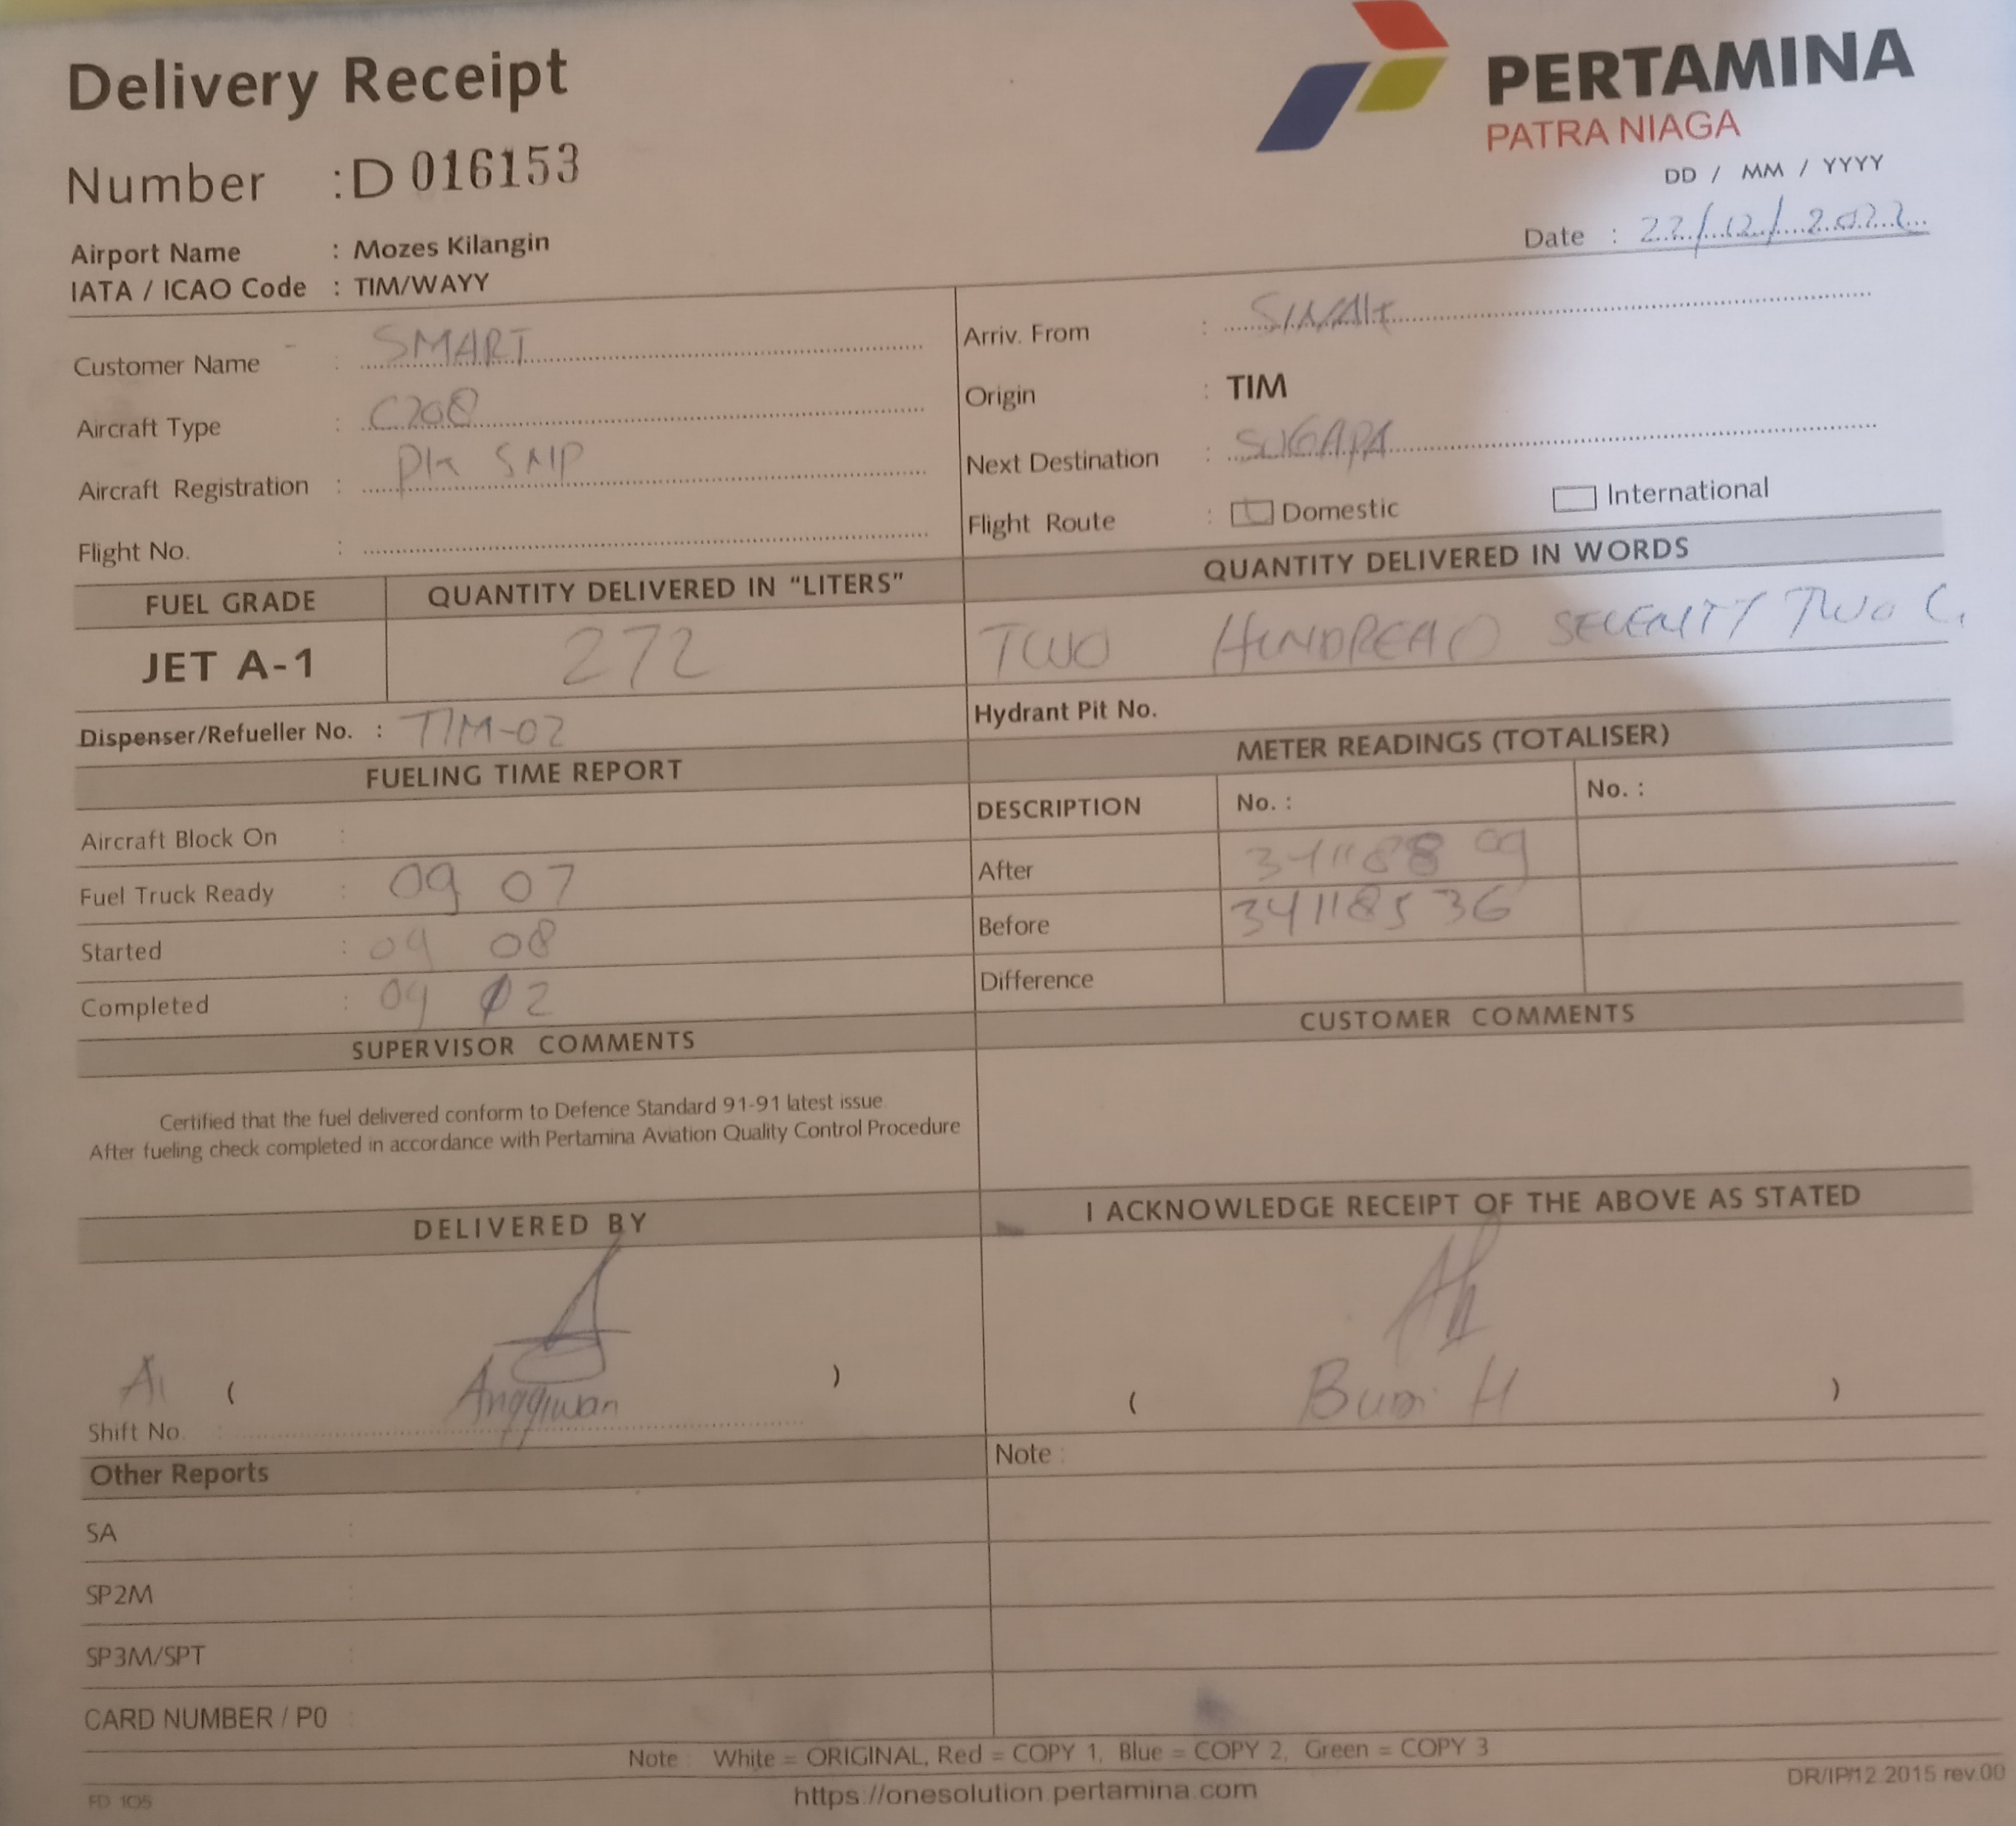 Delivery Receipt
PERTAMINA
PATRA NIAGA
Number : D 016153
DD / MM / YYYY
Date : 22/12/2022
Airport Name : Mozes Kilangin
IATA / ICAO Code : TIM/WAYY
Customer Name : SMART
Aircraft Type : C208
Aircraft Registration : PK SNP
Flight No. :
Arriv. From :
Origin : TIM
Next Destination : SUGAPA
Flight Route : Domestic International
FUEL GRADE QUANTITY DELIVERED IN "LITERS" QUANTITY DELIVERED IN WORDS
JET A-1 272 TWO HUNDREAD SEVENTY TWO
Dispenser/Refueller No. : TIM-02
Hydrant Pit No.
FUELING TIME REPORT
METER READINGS (TOTALISER)
DESCRIPTION No. : No. :
Aircraft Block On :
Fuel Truck Ready : 09 07
Started : 09 08
Completed : 09
After 341188 09
Before 341185 36
Difference
SUPERVISOR COMMENTS
CUSTOMER COMMENTS
Certified that the fuel delivered conform to Defence Standard 91-91 latest issue
After fueling check completed in accordance with Pertamina Aviation Quality Control Procedure
DELIVERED BY
I ACKNOWLEDGE RECEIPT OF THE ABOVE AS STATED
( Anggiwan )
Shift No. :
( H )
Other Reports
Note :
SA :
SP2M :
SP3M/SPT :
CARD NUMBER / P0 :
Note : White = ORIGINAL, Red = COPY 1, Blue = COPY 2, Green = COPY 3
https://onesolution.pertamina.com
FD 105
DR/IP/12.2015 rev.00